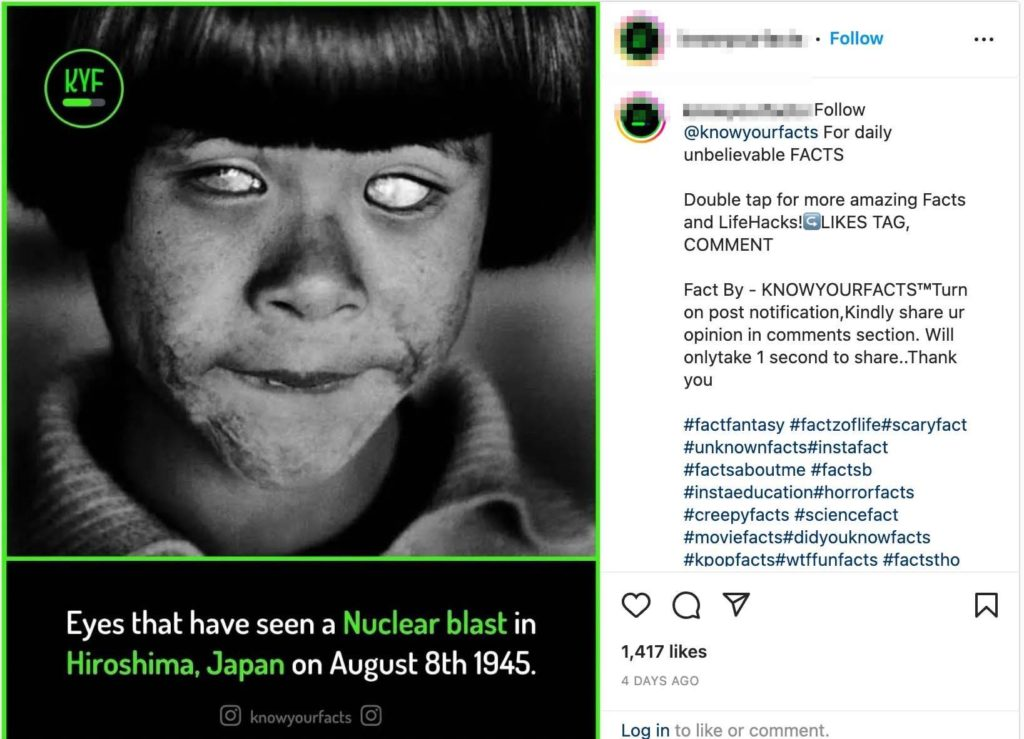 KYF
Eyes that have seen a Nuclear blast in
Hiroshima, Japan on August 8th 1945.
knowyourfacts
· Follow
Follow
@knowyourfacts For daily
unbelievable FACTS
Double tap for more amazing Facts
and LifeHacks!↪️LIKES TAG,
COMMENT
Fact By - KNOWYOURFACTS™Turn
on post notification,Kindly share ur
opinion in comments section. Will
onlytake 1 second to share..Thank
you
#factfantasy #factzoflife#scaryfact
#unknownfacts#instafact
#factsaboutme #factsb
#instaeducation#horrorfacts
#creepyfacts #sciencefact
#moviefacts#didyouknowfacts
#kpopfacts#wtffunfacts #factstho
1,417 likes
4 DAYS AGO
Log in to like or comment.